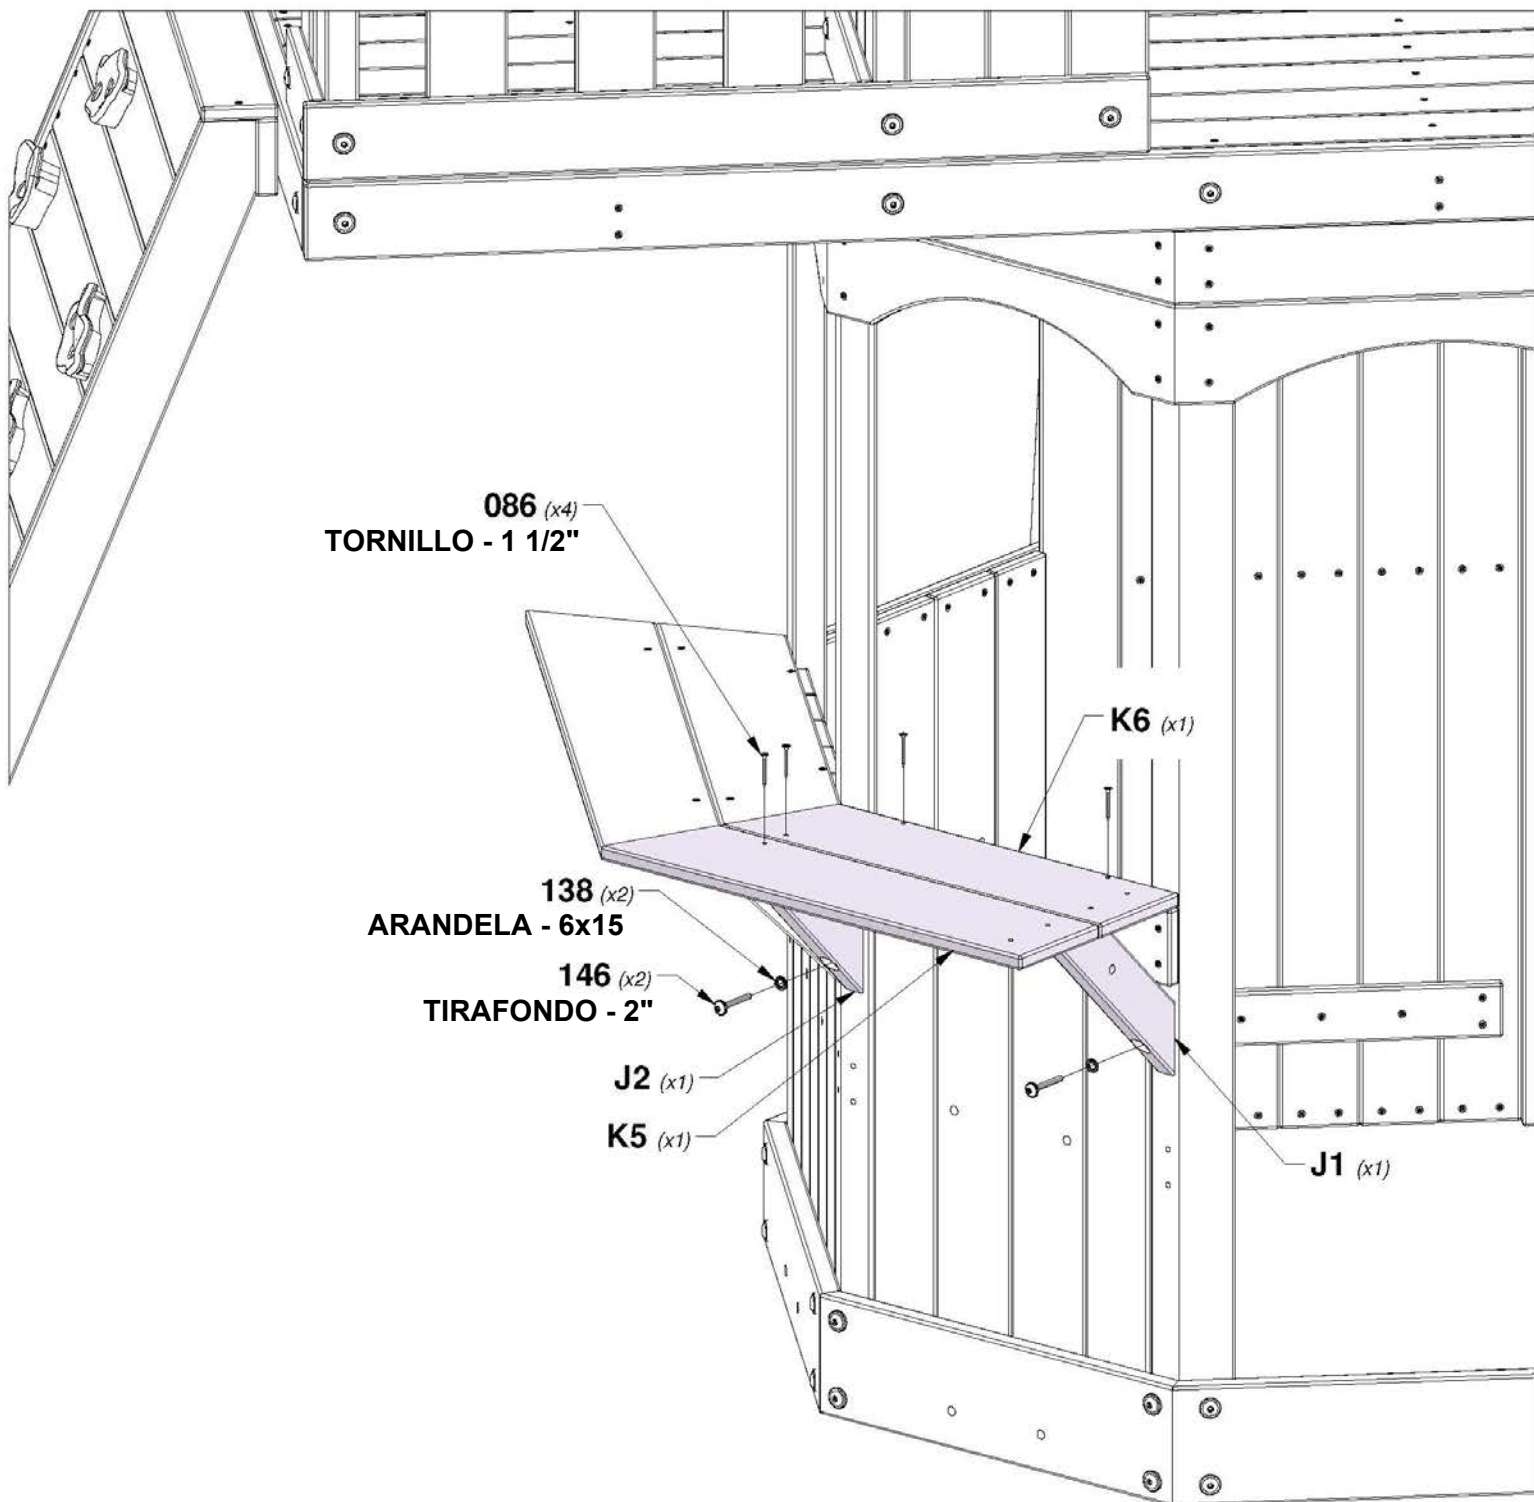 086 (x4)
TORNILLO - 1 1/2"
K6 (x1)
138 (x2)
ARANDELA - 6x15
146 (x2)
TIRAFONDO - 2"
J2 (x1)
K5 (x1)
J1 (x1)